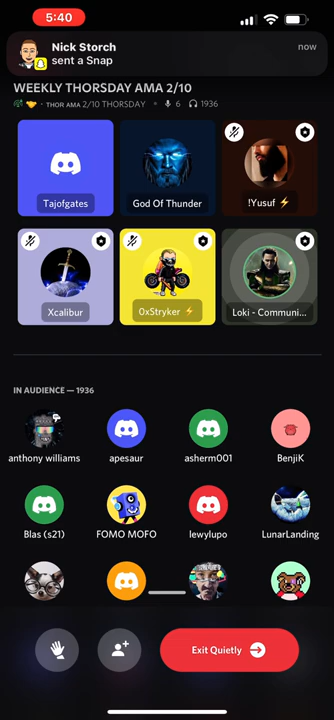 5:40
Nick Storch
now
sent a Snap
WEEKLY THORSDAY AMA 2/10
THOR AMA 2/10 THORSDAY • 6 1936
Tajofgates
God Of Thunder
!Yusuf ⚡
Xcalibur
0xStryker ⚡
Loki - Communi...
IN AUDIENCE — 1936
anthony williams
apesaur
asherm001
BenjiK
Blas (s21)
FOMO MOFO
lewylupo
LunarLanding
Exit Quietly